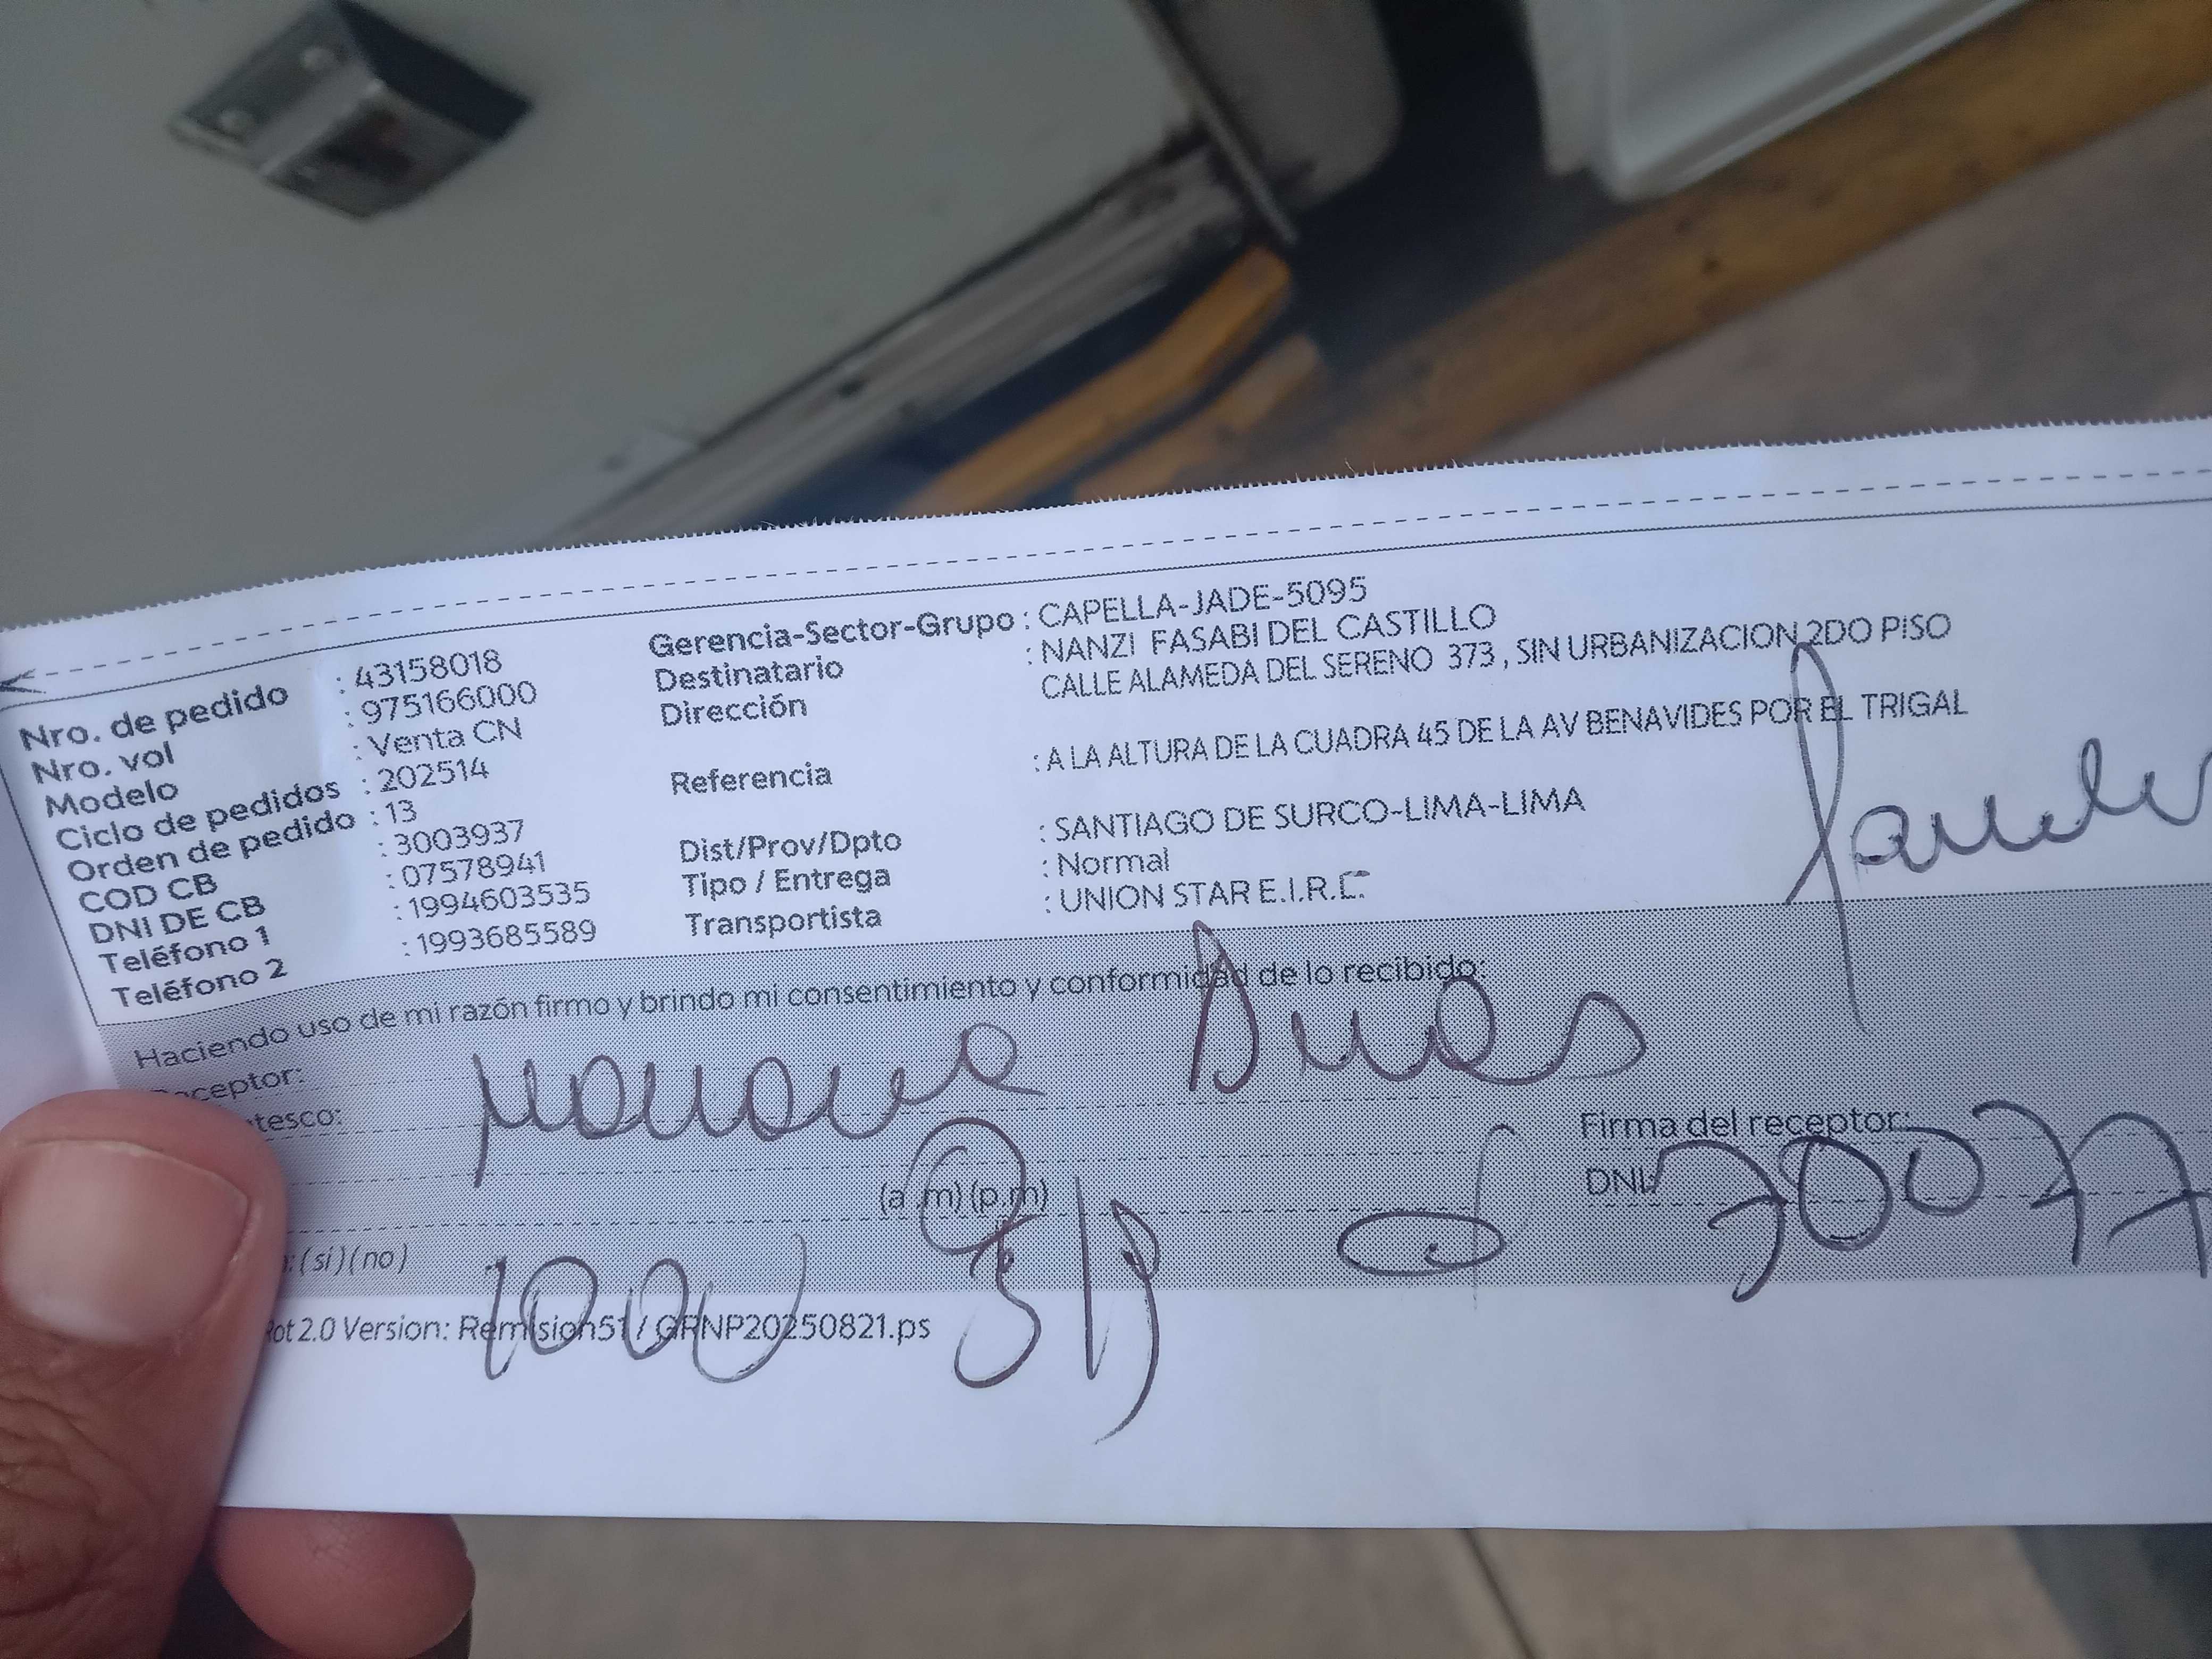 Nro. de pedido : 43158018
Nro. vol : 975166000
Modelo : Venta CN
Ciclo de pedidos : 202514
Orden de pedido : 13
COD CB : 3003937
DNI DE CB : 07578941
Teléfono 1 : 1994603535
Teléfono 2 : 1993685589
Gerencia-Sector-Grupo : CAPELLA-JADE-5095
Destinatario : NANZI FASABI DEL CASTILLO
Dirección CALLE ALAMEDA DEL SERENO 373 , SIN URBANIZACION 2DO PISO
Referencia : A LA ALTURA DE LA CUADRA 45 DE LA AV BENAVIDES POR EL TRIGAL
Dist/Prov/Dpto : SANTIAGO DE SURCO-LIMA-LIMA
Tipo / Entrega : Normal
Transportista : UNION STAR E.I.R.L.
Haciendo uso de mi razón firmo y brindo mi consentimiento y conformidad de lo recibido:
ceptor:
tesco:
Firma del receptor:
(a .m) (p.m)
DNI: 70077
: ( si ) ( no )
ot 2.0 Version: Remision51 / GRNP20250821.ps